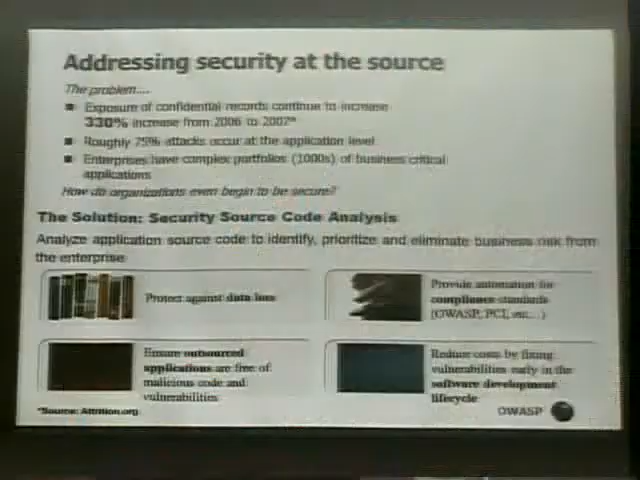 Addressing security at the source
The problem....
Exposure of confidential records continue to increase
330% increase from 2006 to 2007*
Roughly 75% attacks occur at the application level
Enterprises have complex portfolios (1000s) of business critical
applications
How do organizations even begin to be secure?
The Solution: Security Source Code Analysis
Analyze application source code to identify, prioritize and eliminate business risk from
the enterprise
Protect against data loss
Provide automation for
compliance standards
(OWASP, PCI, etc...)
Ensure outsourced
applications are free of
malicious code and
vulnerabilities
Reduce costs by fixing
vulnerabilities early in the
software development
lifecycle
*Source: Attrition.org
OWASP